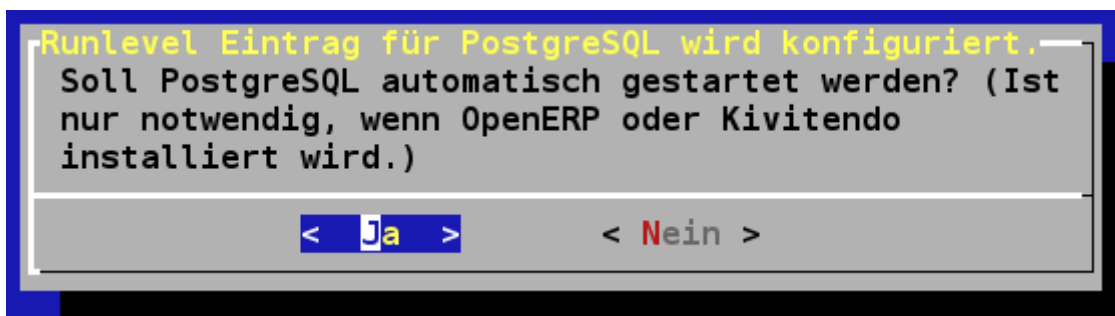 Runlevel Eintrag für PostgreSQL wird konfiguriert.
Soll PostgreSQL automatisch gestartet werden? (Ist
nur notwendig, wenn OpenERP oder Kivitendo
installiert wird.)
< Ja > < Nein >